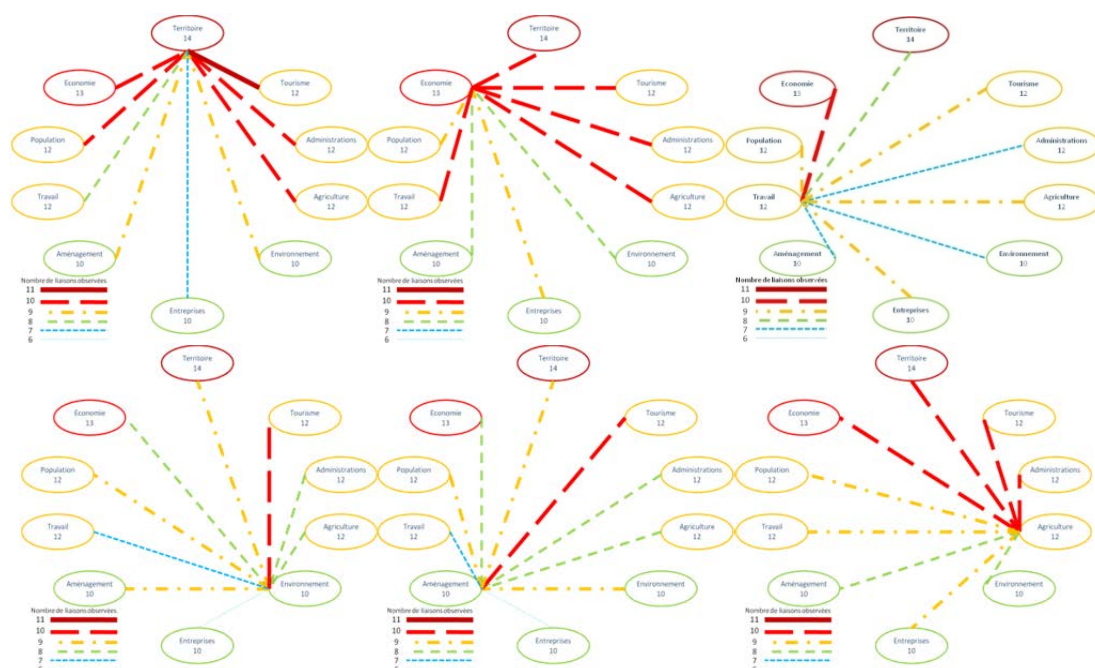 Territoire
14
Economie
13
Tourisme
12
Population
12
Administrations
12
Travail
12
Agriculture
12
Aménagement
10
Environnement
10
Nombre de liaisons observées
11
10
9
8
7
6
Entreprises
10
Territoire
14
Economie
13
Tourisme
12
Population
12
Administrations
12
Travail
12
Agriculture
12
Aménagement
10
Environnement
10
Nombre de liaisons observées
11
10
9
8
7
6
Entreprises
10
Territoire
14
Economie
13
Tourisme
12
Population
12
Administrations
12
Travail
12
Agriculture
12
Aménagement
10
Environnement
10
Nombre de liaisons observées
11
10
9
8
7
6
Entreprises
10
Territoire
14
Economie
13
Tourisme
12
Population
12
Administrations
12
Travail
12
Agriculture
12
Aménagement
10
Environnement
10
Nombre de liaisons observées
11
10
9
8
7
Entreprises
10
Territoire
14
Economie
13
Tourisme
12
Population
12
Administrations
12
Travail
12
Agriculture
12
Aménagement
10
Environnement
10
Nombre de liaisons observées
11
10
9
8
7
Entreprises
10
Territoire
14
Economie
13
Tourisme
12
Population
12
Administrations
12
Travail
12
Agriculture
12
Aménagement
10
Environnement
10
Nombre de liaisons observées
11
10
9
8
7
Entreprises
10